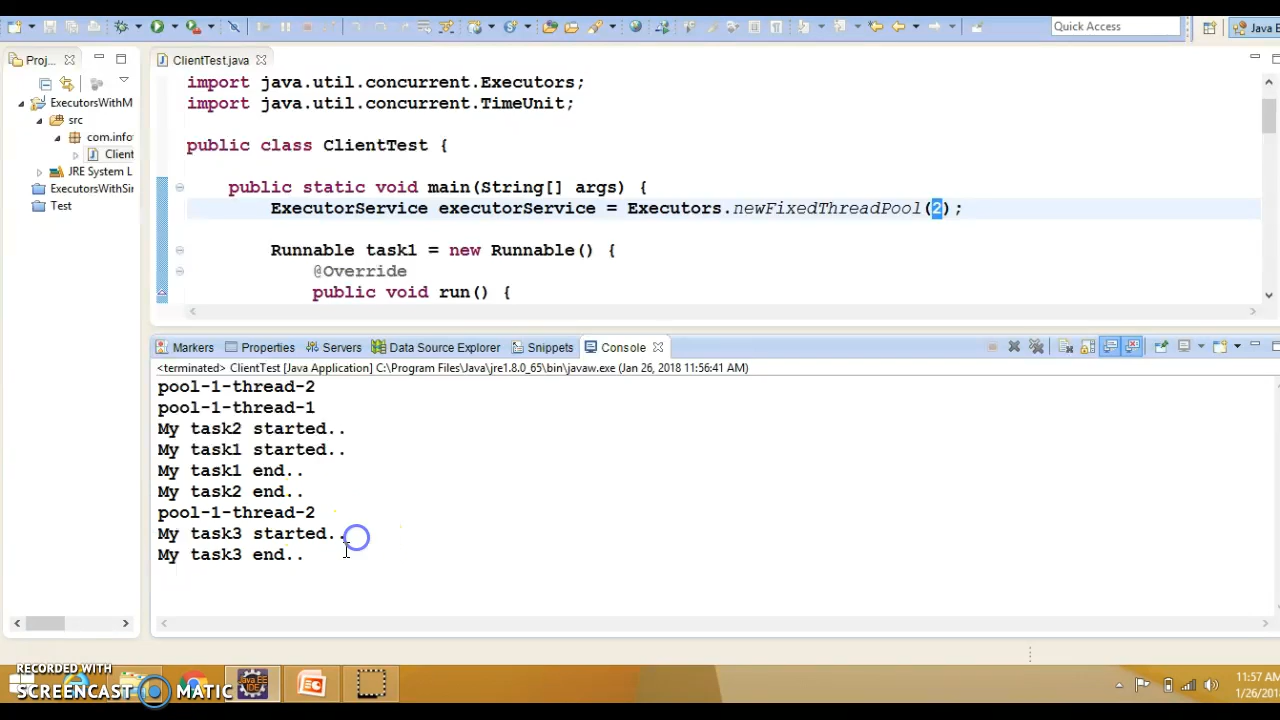 Quick Access
Java E
Proj...
ClientTest.java
ExecutorsWithM
src
com.info
Client
JRE System L
ExecutorsWithSi
Test
import java.util.concurrent.Executors;
import java.util.concurrent.TimeUnit;
public class ClientTest {
public static void main(String[] args) {
ExecutorService executorService = Executors.newFixedThreadPool(2);
Runnable task1 = new Runnable() {
@Override
public void run() {
Markers
Properties
Servers
Data Source Explorer
Snippets
Console
<terminated> ClientTest [Java Application] C:\Program Files\Java\jre1.8.0_65\bin\javaw.exe (Jan 26, 2018 11:56:41 AM)
pool-1-thread-2
pool-1-thread-1
My task2 started..
My task1 started..
My task1 end..
My task2 end..
pool-1-thread-2
My task3 started..
My task3 end..
RECORDED WITH
SCREENCAST MATIC
Java EE
IDE
11:57 AM
1/26/2018